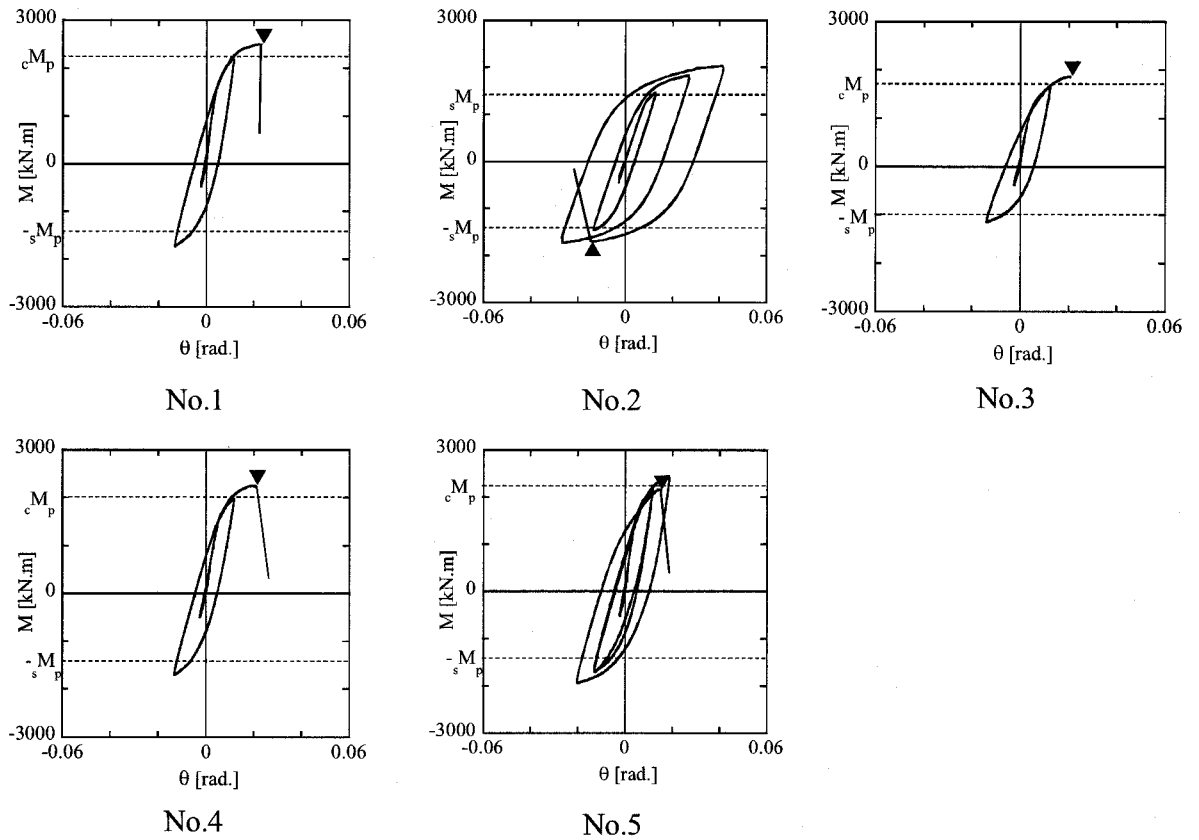 3000
cMp
M [kN.m]
0
-sMp
-3000
-0.06
0
0.06
θ [rad.]
No.1
3000
sMp
M [kN.m]
0
-sMp
-3000
-0.06
0
0.06
θ [rad.]
No.2
3000
cMp
M [kN.m]
0
-sMp
-3000
-0.06
0
0.06
θ [rad.]
No.3
3000
cMp
M [kN.m]
0
-sMp
-3000
-0.06
0
0.06
θ [rad.]
No.4
3000
cMp
M [kN.m]
0
-sMp
-3000
-0.06
0
0.06
θ [rad.]
No.5